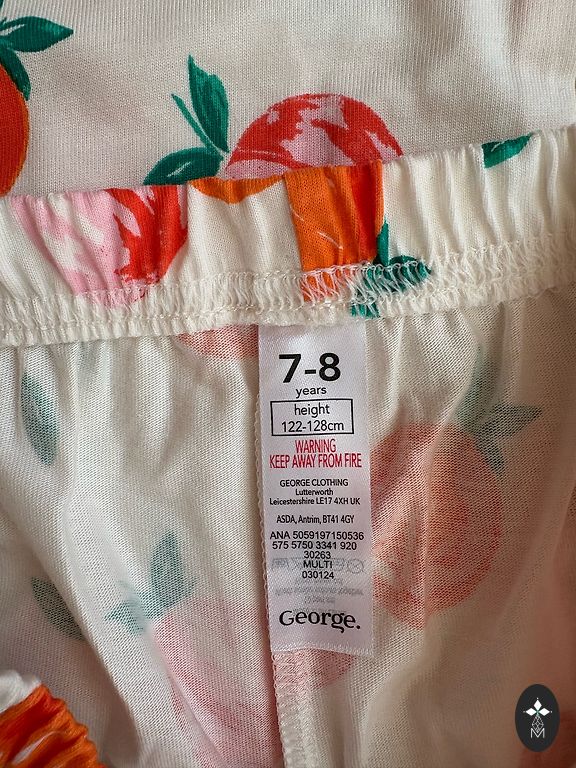 7-8
years
height
122-128cm
WARNING
KEEP AWAY FROM FIRE
GEORGE CLOTHING
Lutterworth
Leicestershire LE17 4XH UK
ASDA, Antrim, BT41 4GY
ANA 5059197150536
575 5750 3341 920
30263
MULTI
030124
George.